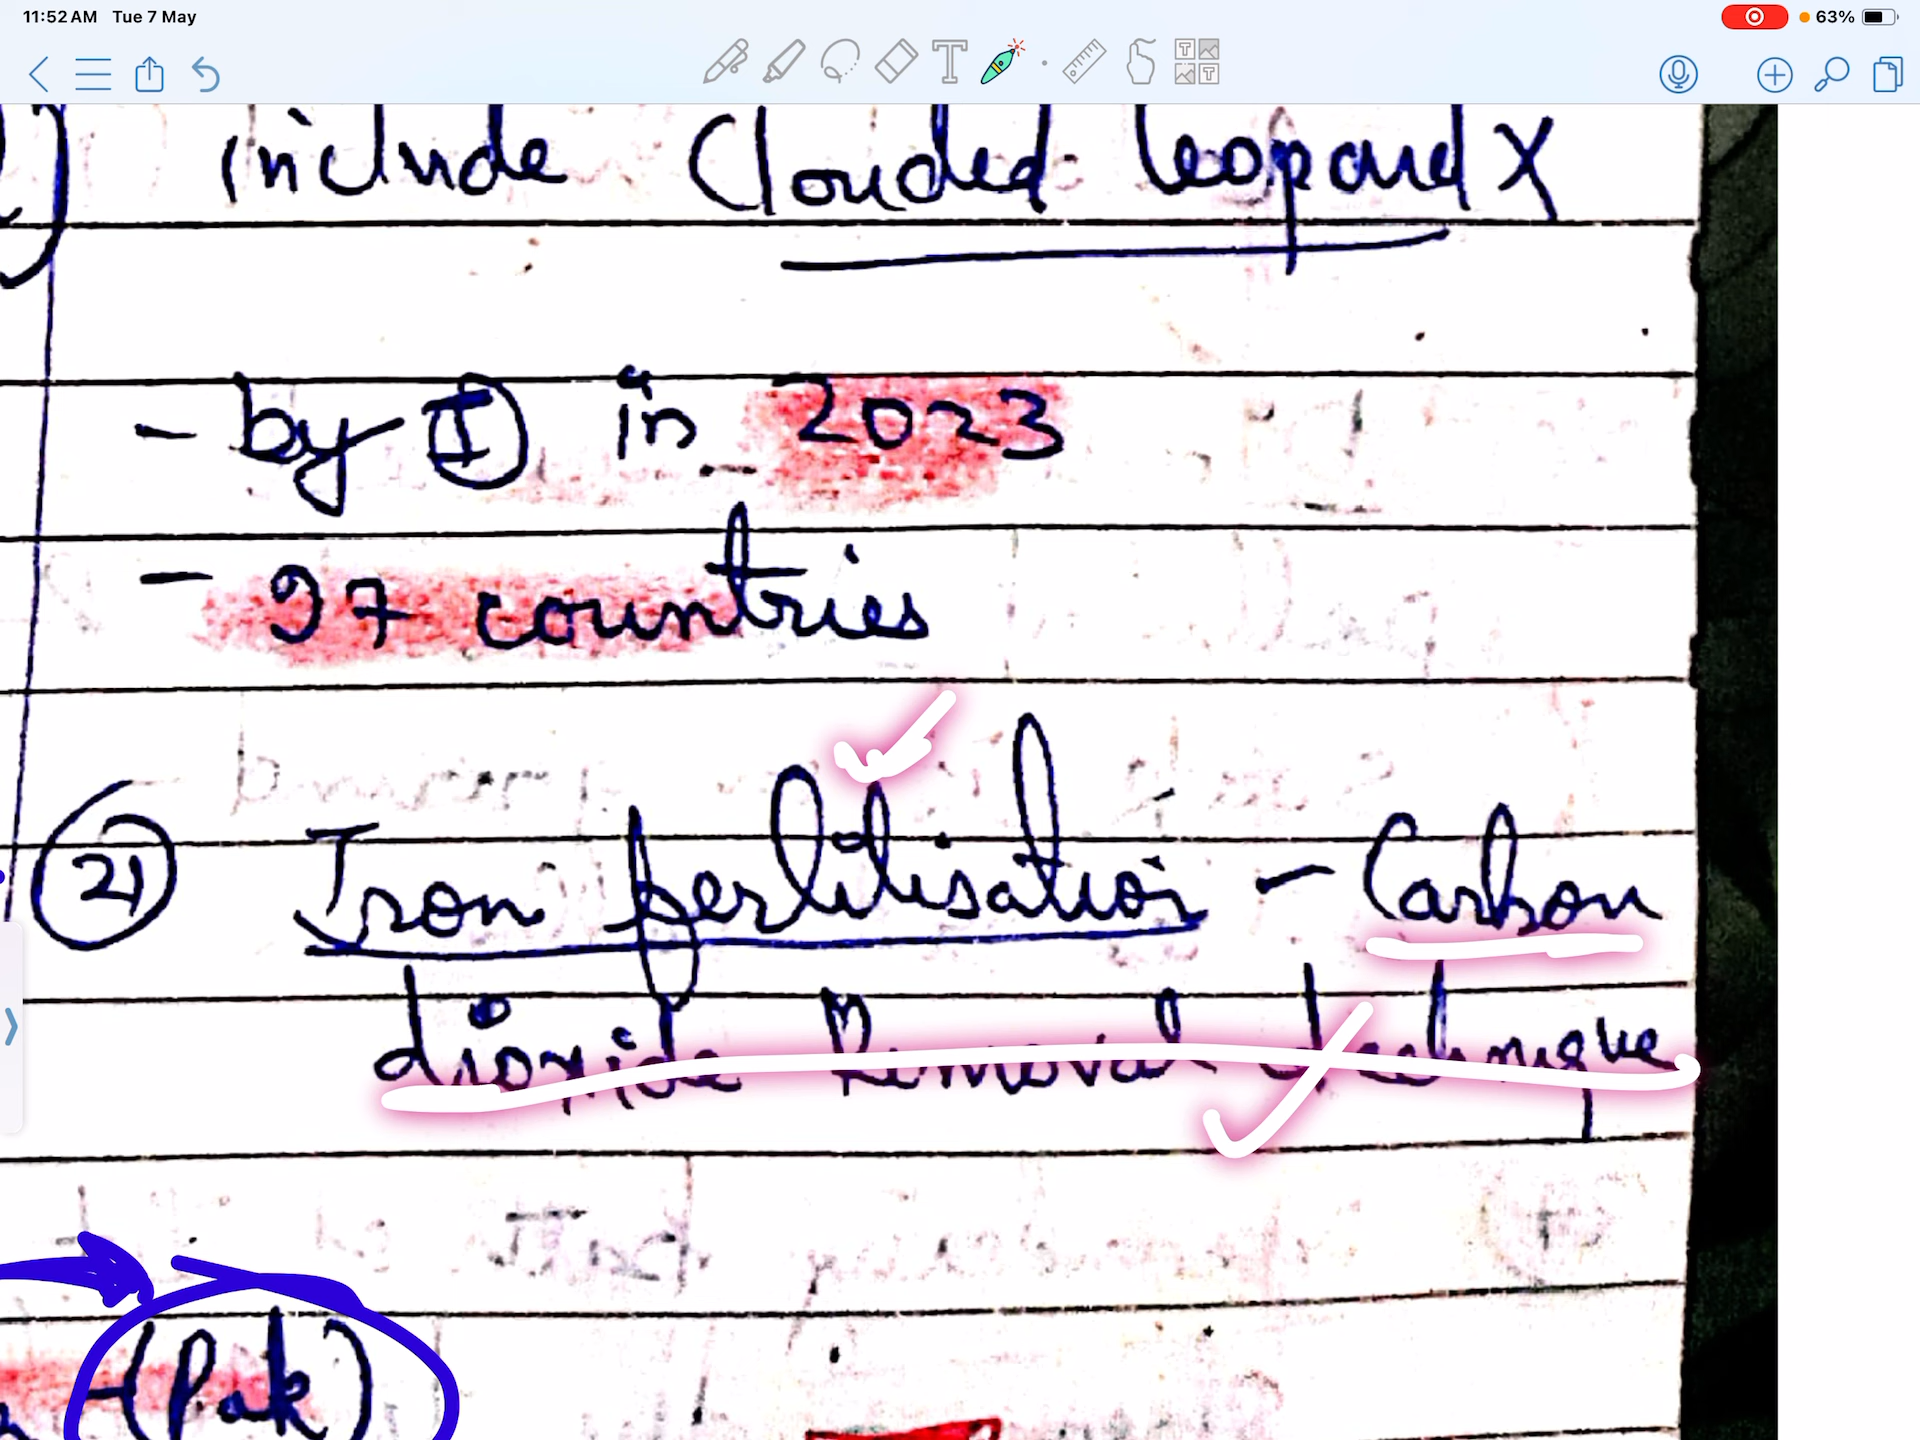 11:52 AM Tue 7 May
63%
include Clouded leopard X
- by I in 2023
- 97 countries
21 Iron fertilisation - Carbon
dioxide Removal technique
- (Pak)